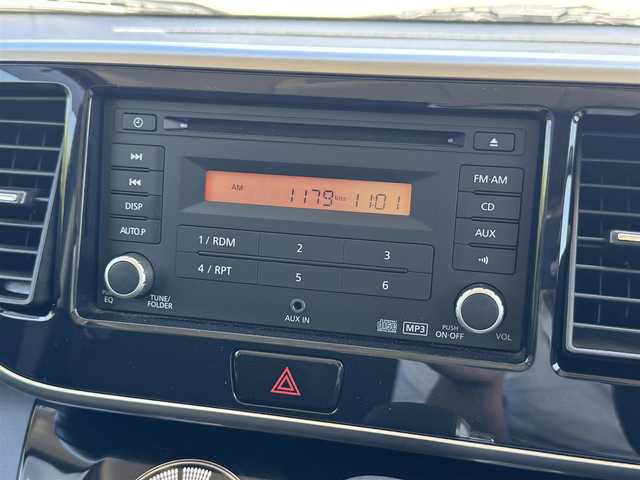 AM 1179 kHz 11:01
FM·AM
DISP
CD
AUTO.P
AUX
1 / RDM 2 3
4 / RPT 5 6
EQ
TUNE/
FOLDER
AUX IN
MP3
PUSH
ON·OFF
VOL